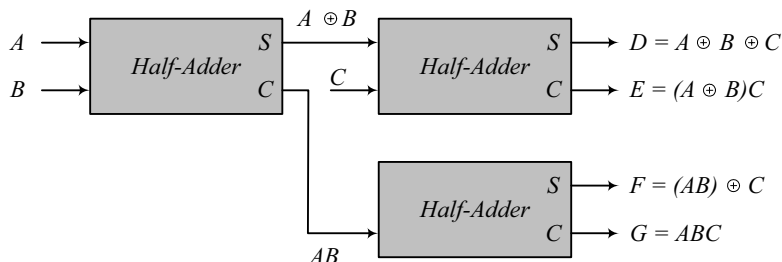 A ⊕ B
A
B
Half-Adder
S
C
C
Half-Adder
S
C
D = A ⊕ B ⊕ C
E = (A ⊕ B)C
AB
Half-Adder
S
C
F = (AB) ⊕ C
G = ABC